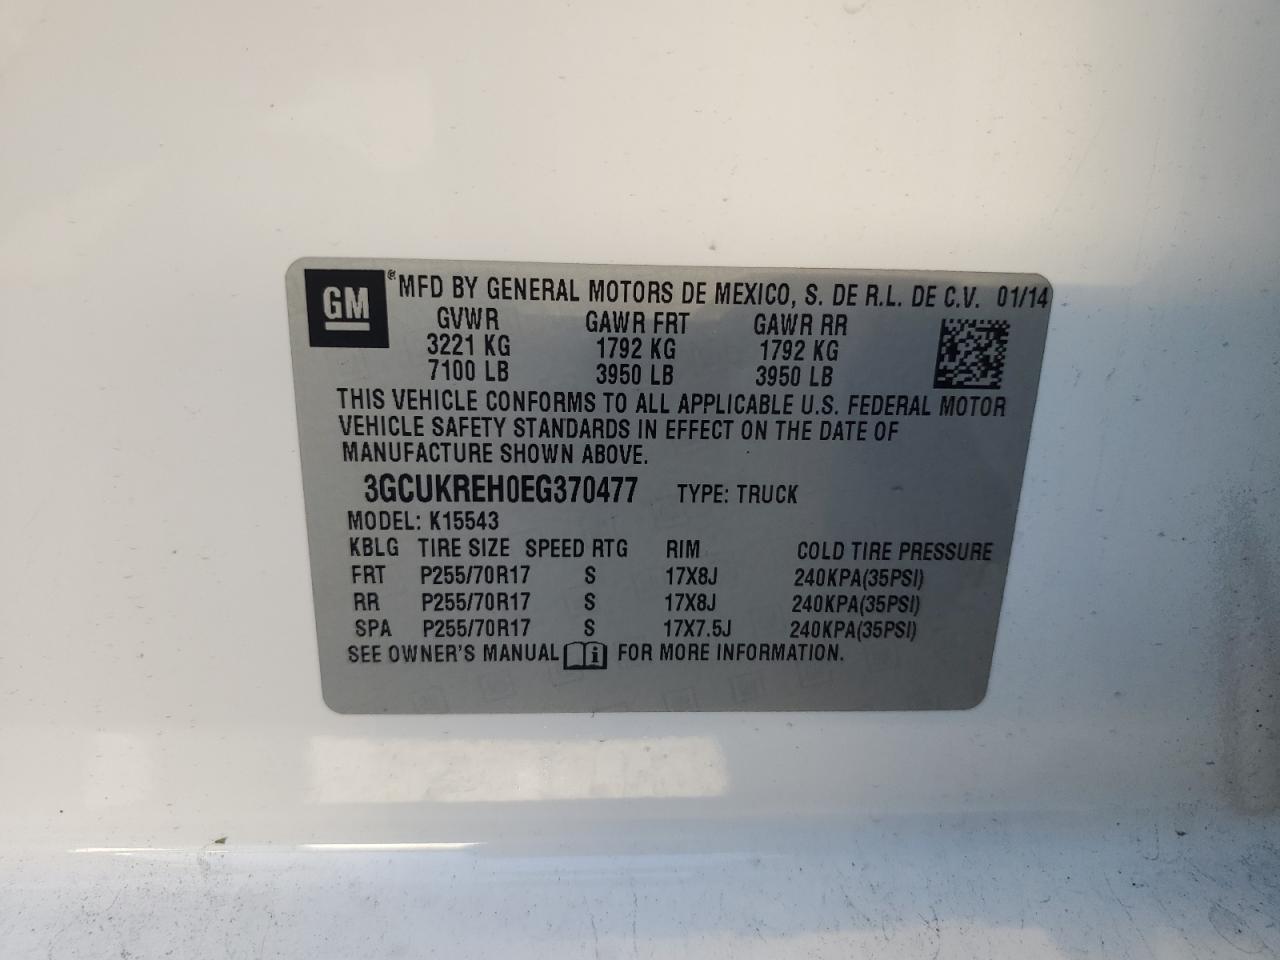 GM ® MFD BY GENERAL MOTORS DE MEXICO, S. DE R.L. DE C.V. 01/14
GVWR GAWR FRT GAWR RR
3221 KG 1792 KG 1792 KG
7100 LB 3950 LB 3950 LB
THIS VEHICLE CONFORMS TO ALL APPLICABLE U.S. FEDERAL MOTOR
VEHICLE SAFETY STANDARDS IN EFFECT ON THE DATE OF
MANUFACTURE SHOWN ABOVE.
3GCUKREH0EG370477 TYPE: TRUCK
MODEL: K15543
KBLG TIRE SIZE SPEED RTG RIM COLD TIRE PRESSURE
FRT P255/70R17 S 17X8J 240KPA(35PSI)
RR P255/70R17 S 17X8J 240KPA(35PSI)
SPA P255/70R17 S 17X7.5J 240KPA(35PSI)
SEE OWNER'S MANUAL i FOR MORE INFORMATION.